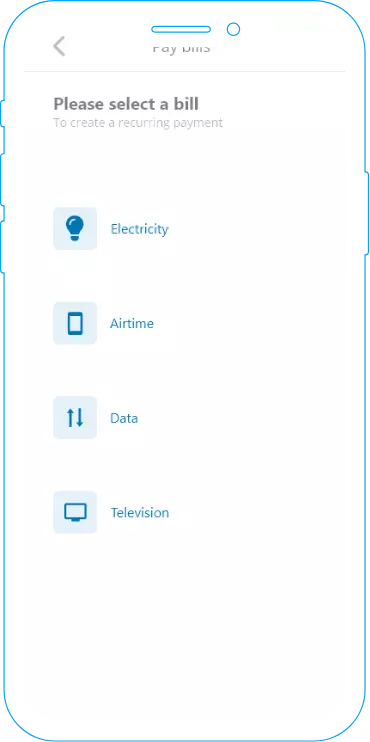 Pay bills
Please select a bill
To create a recurring payment
Electricity
Airtime
Data
Television